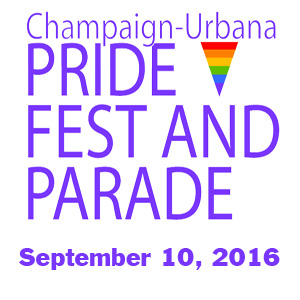 Champaign-Urbana
PRIDE
FEST AND
PARADE
September 10, 2016